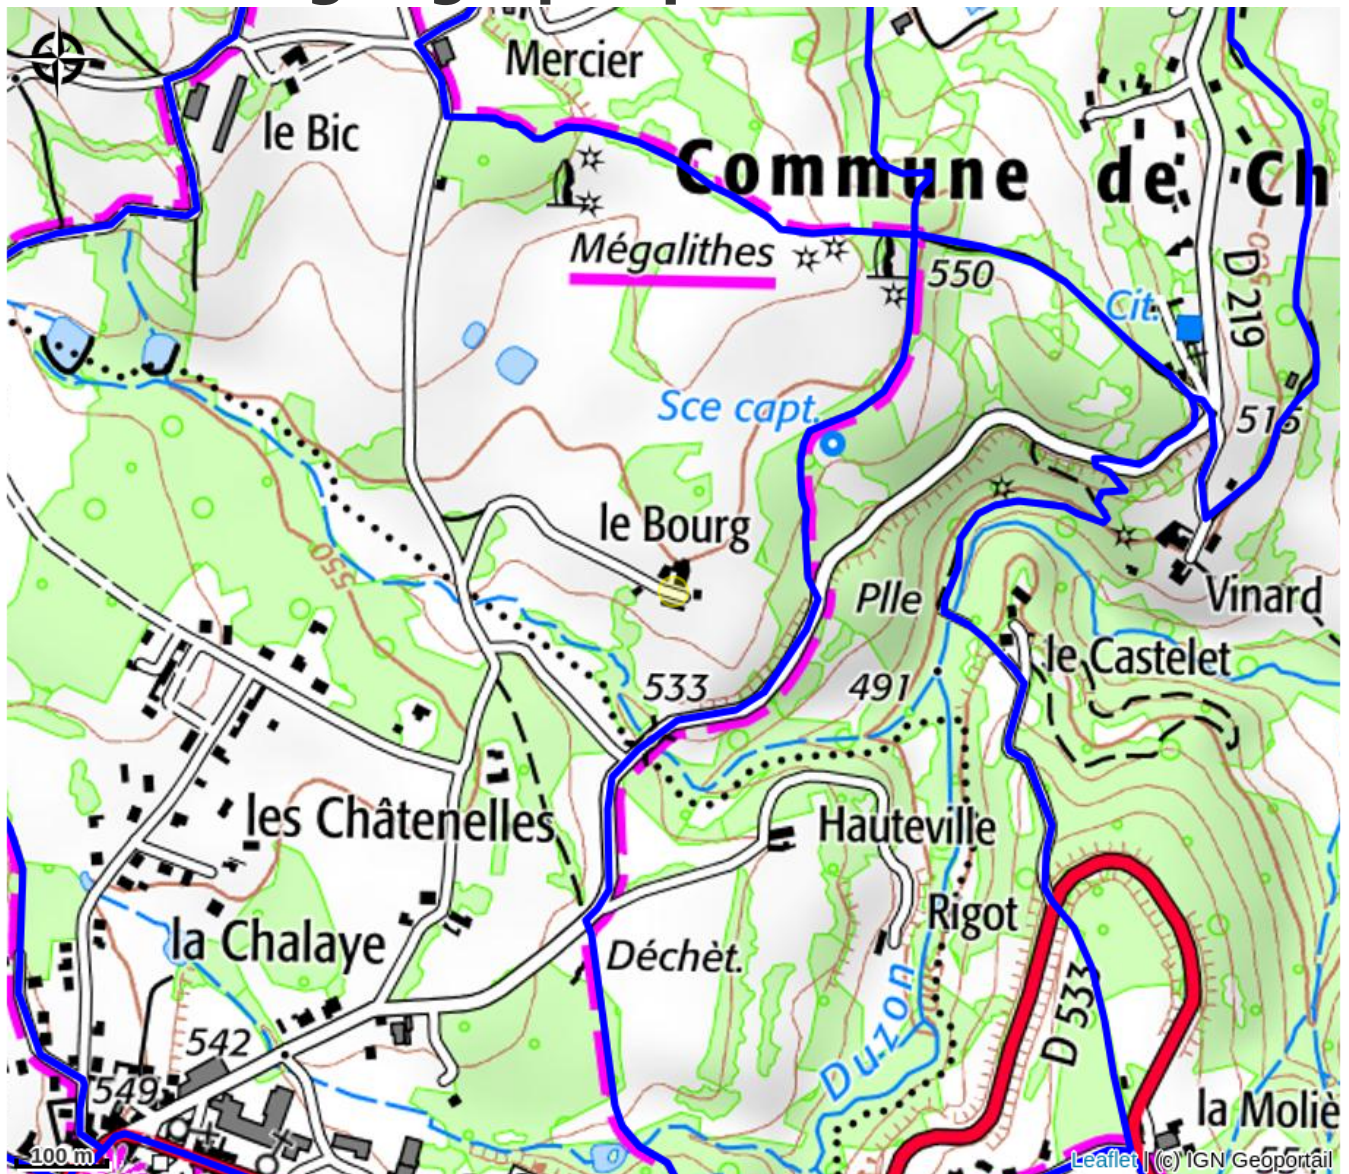 Mercier
le Bic
Commune de Ch
Mégalithes
550
D 219
500
Cit.
Sce capt.
515
le Bourg
550
Plle
Vinard
le Castelet
533
491
les Châtenelles
Hauteville
Rigot
la Chalaye
Déchèt.
D 533
Duzon
542
549
la Moliè
100 m
Leaflet | (c) IGN Geoportail